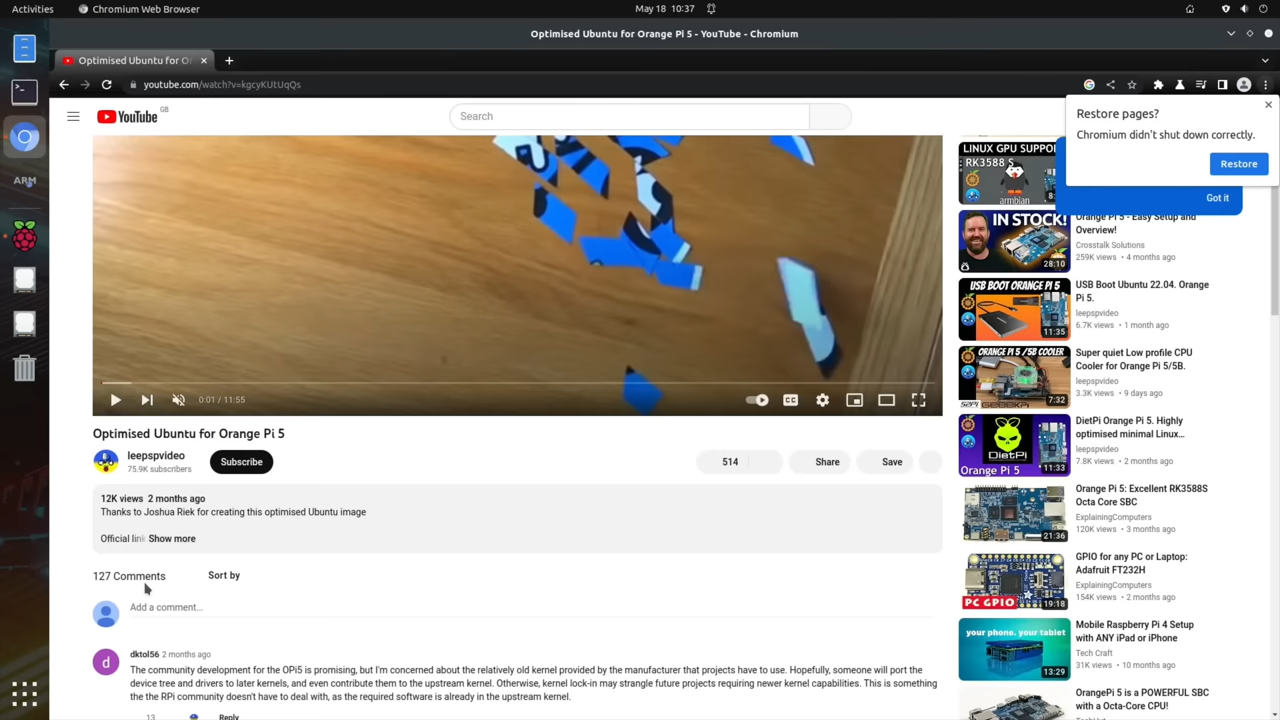 Activities
Chromium Web Browser
May 18 10:37
Optimised Ubuntu for Orange Pi 5 - YouTube - Chromium
Optimised Ubuntu for Or
youtube.com/watch?v=kgcyKUtUqQs
YouTube GB
Search
Restore pages?
Chromium didn't shut down correctly.
Restore
Got it
ARM
0:01 / 11:55
CC
Optimised Ubuntu for Orange Pi 5
leepspvideo
75.9K subscribers
Subscribe
514
Share
Save
12K views 2 months ago
Thanks to Joshua Riek for creating this optimised Ubuntu image
Official link
Show more
127 Comments
Sort by
Add a comment...
d
dktol56 2 months ago
The community development for the OPi5 is promising, but I'm concerned about the relatively old kernel provided by the manufacturer that projects have to use. Hopefully, someone will port the
device tree and drivers to later kernels, and even contribute them to the upstream kernel. Otherwise, kernel lock-in may strangle future projects requiring newer kernel capabilities. This is something
the the RPi community doesn't have to deal with, as the required software is already in the upstream kernel.
13
Reply
LINUX GPU SUPPO
RK3588 S
armbian
8:
IN STOCK!
28:10
Orange Pi 5 - Easy Setup and
Overview!
Crosstalk Solutions
259K views • 4 months ago
USB BOOT ORANGE PI 5
11:35
USB Boot Ubuntu 22.04. Orange
Pi 5.
leepspvideo
6.7K views • 1 month ago
ORANGE PI 5 /5B COOLER
52Pi
GeeekPi
7:32
Super quiet Low profile CPU
Cooler for Orange Pi 5/5B.
leepspvideo
3.3K views • 9 days ago
DietPi
Orange Pi 5
11:33
DietPi Orange Pi 5. Highly
optimised minimal Linux...
leepspvideo
7.8K views • 2 months ago
21:36
Orange Pi 5: Excellent RK3588S
Octa Core SBC
ExplainingComputers
120K views • 3 months ago
PC GPIO
19:18
GPIO for any PC or Laptop:
Adafruit FT232H
ExplainingComputers
154K views • 2 months ago
your phone, your tablet
13:29
Mobile Raspberry Pi 4 Setup
with ANY iPad or iPhone
Tech Craft
31K views • 10 months ago
OrangePi 5 is a POWERFUL SBC
with a Octa-Core CPU!